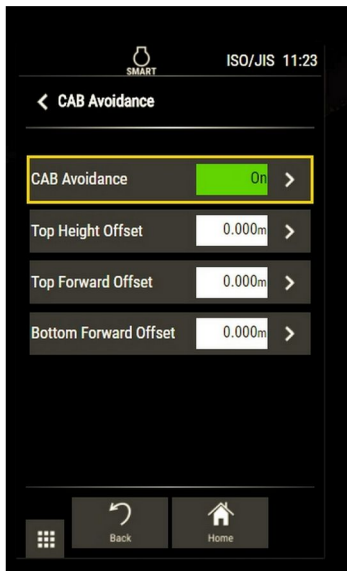 SMART
ISO/JIS 11:23
CAB Avoidance
CAB Avoidance On
Top Height Offset 0.000m
Top Forward Offset 0.000m
Bottom Forward Offset 0.000m
Back
Home